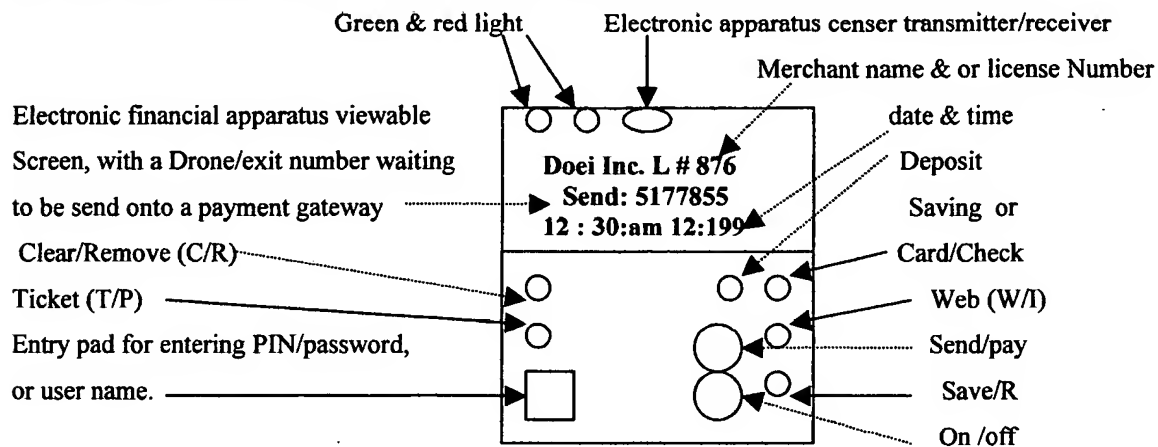 Green & red light
Electronic apparatus censer transmitter/receiver
Merchant name & or license Number
Electronic financial apparatus viewable
Screen, with a Drone/exit number waiting
to be send onto a payment gateway
Clear/Remove (C/R)
Ticket (T/P)
Entry pad for entering PIN/password,
or user name.
Doei Inc. L # 876
Send: 5177855
12 : 30:am 12:199
date & time
Deposit
Saving or
Card/Check
Web (W/I)
Send/pay
Save/R
On /off